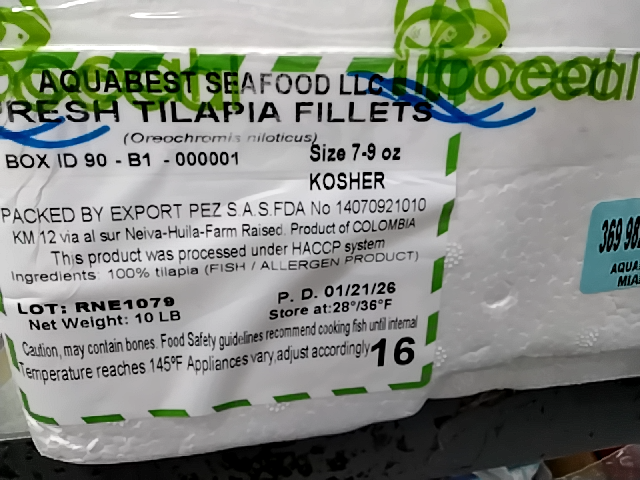 AQUABEST SEAFOOD LLC
RESH TILAPIA FILLETS
(Oreochromis niloticus)
BOX ID 90 - B1 - 000001
Size 7-9 oz
KOSHER
PACKED BY EXPORT PEZ S.A.S.FDA No 14070921010
KM 12 via al sur Neiva-Huila-Farm Raised. Product of COLOMBIA
This product was processed under HACCP system
Ingredients: 100% tilapia (FISH / ALLERGEN PRODUCT)
LOT: RNE1079
P. D. 01/21/26
Net Weight: 10 LB
Store at:28°/36°F
Caution, may contain bones. Food Safety guidelines recommend cooking fish until internal
Temperature reaches 145ºF Appliances vary,adjust accordingly
16
369 98
AQUA
MIA